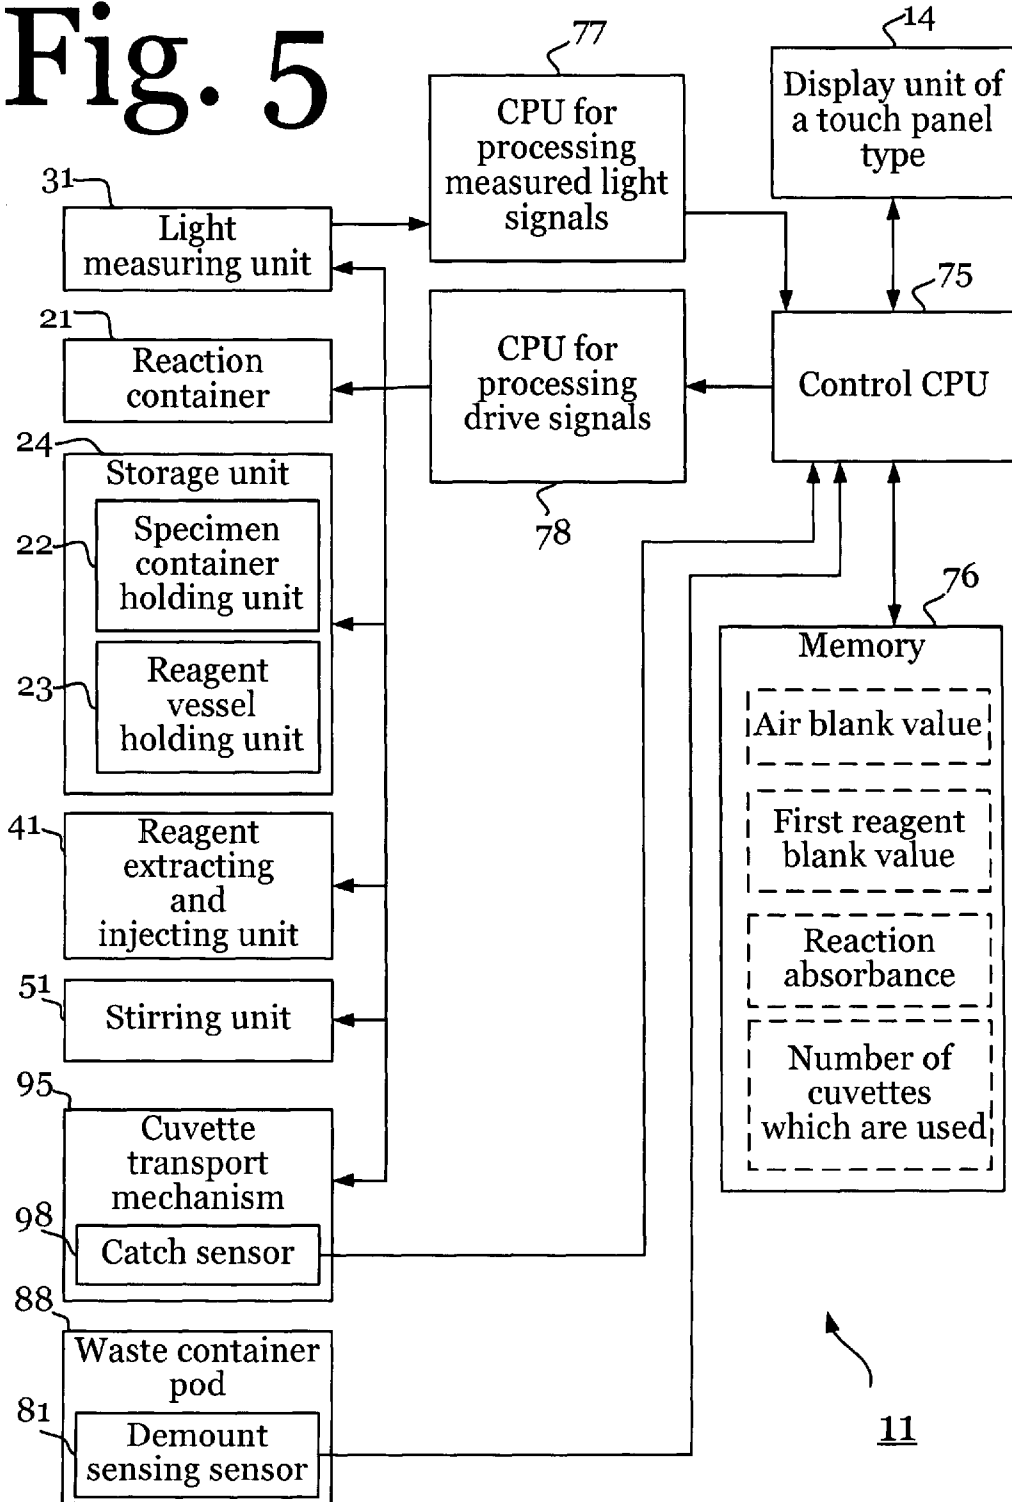 Fig. 5
77
CPU for
processing
measured light
signals
14
Display unit of
a touch panel
type
31
Light
measuring unit
75
Control CPU
21
Reaction
container
CPU for
processing
drive signals
78
24
Storage unit
22
Specimen
container
holding unit
23
Reagent
vessel
holding unit
76
Memory
Air blank value
First reagent
blank value
Reaction
absorbance
Number of
cuvettes
which are used
41
Reagent
extracting
and
injecting unit
51
Stirring unit
95
Cuvette
transport
mechanism
98
Catch sensor
88
Waste container
pod
81
Demount
sensing sensor
11